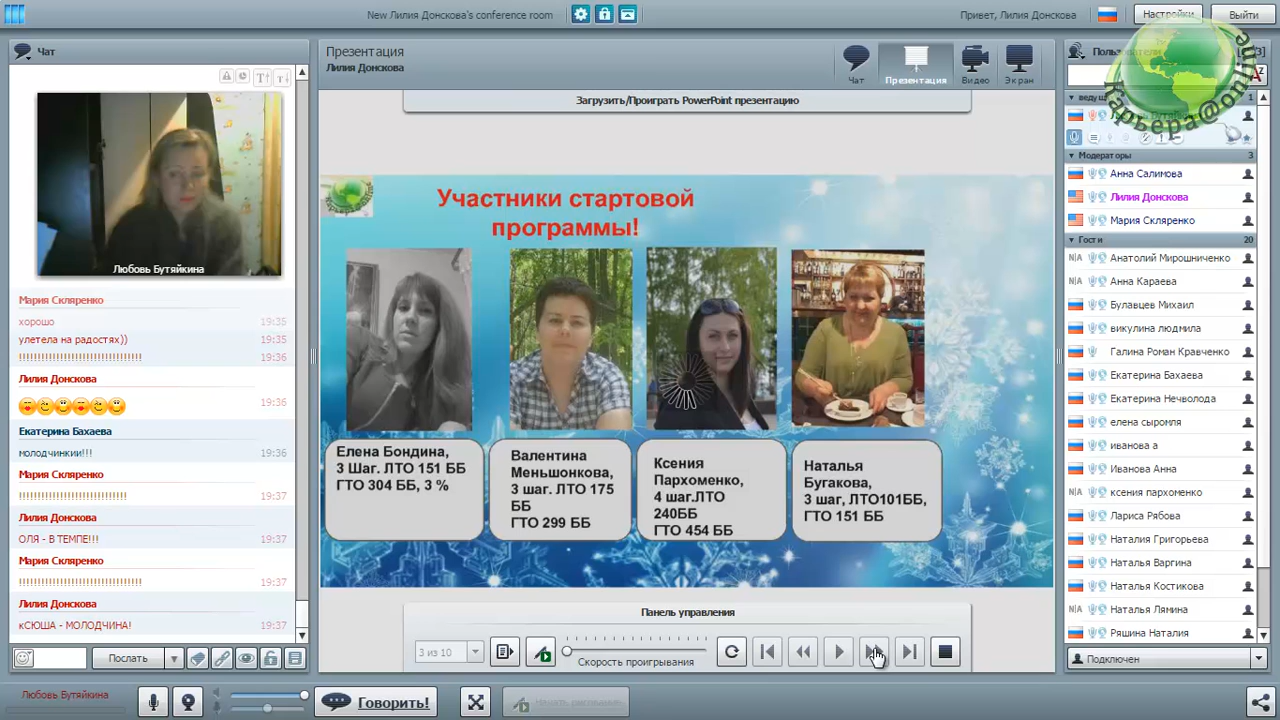 New Лилия Донскова's conference room
Привет, Лилия Донскова
Настройки
Выйти
Чат
Любовь Бутяйкина
Мария Скляренко
хорошо 19:35
улетела на радостях)) 19:35
!!!!!!!!!!!!!!!!!!!!!!!!!!!!!!!!! 19:36
Лилия Донскова
19:36
Екатерина Бахаева
молодчинкии!!! 19:36
Мария Скляренко
!!!!!!!!!!!!!!!!!!!!!!!!!!!!! 19:37
Лилия Донскова
ОЛЯ - В ТЕМПЕ!!! 19:37
Мария Скляренко
!!!!!!!!!!!!!!!!!!!!!!!!!!!!!!!!! 19:37
Лилия Донскова
кСЮША - МОЛОДЧИНА! 19:37
Послать
Презентация
Лилия Донскова
Чат
Презентация
Видео
Экран
Загрузить/Проиграть PowerPoint презентацию
Участники стартовой
программы!
Елена Бондина,
3 Шаг. ЛТО 151 ББ
ГТО 304 ББ, 3 %
Валентина
Меньшонкова,
3 шаг. ЛТО 175
ББ
ГТО 299 ББ
Ксения
Пархоменко,
4 шаг.ЛТО
240ББ
ГТО 454 ББ
Наталья
Бугакова,
3 шаг, ЛТО101ББ,
ГТО 151 ББ
Панель управления
3 из 10
Скорость проигрывания
карьера@online
Модераторы 3
Анна Салимова
Лилия Донскова
Мария Скляренко
Гости 20
N/A Анатолий Мирошниченко
N/A Анна Караева
Булавцев Михаил
викулина людмила
N/A Галина Роман Кравченко
Екатерина Бахаева
Екатерина Нечволода
елена сыромля
иванова а
Иванова Анна
N/A ксения пархоменко
Лариса Рябова
Наталия Григорьева
Наталья Варгина
Наталья Костикова
N/A Наталья Лямина
Ряшина Наталия
Подключен
Любовь Бутяйкина
Говорить!
Начать рисование